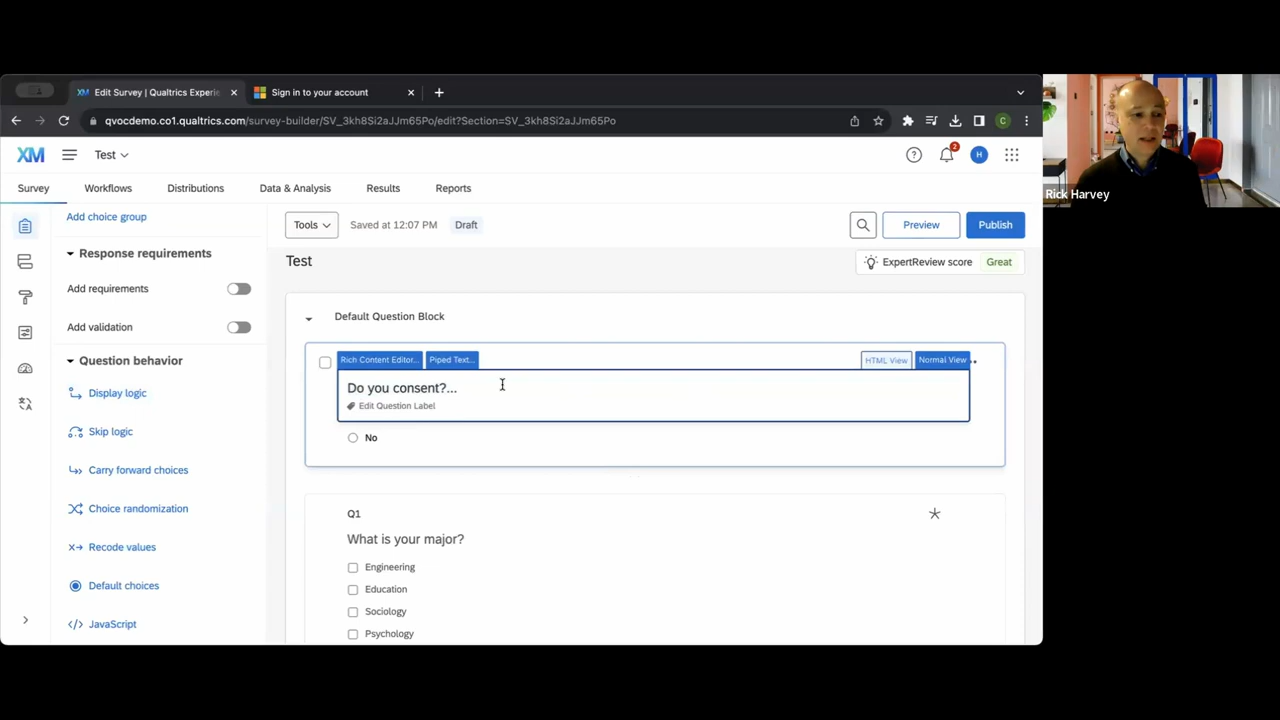 Edit Survey | Qualtrics Experie
Sign in to your account
qvocdemo.co1.qualtrics.com/survey-builder/SV_3kh8Si2aJJm65Po/edit?Section=SV_3kh8Si2aJJm65Po
C
XM
Test
2
H
Survey
Workflows
Distributions
Data & Analysis
Results
Reports
Rick Harvey
Add choice group
Response requirements
Add requirements
Add validation
Question behavior
Display logic
Skip logic
Carry forward choices
Choice randomization
Recode values
Default choices
JavaScript
Tools
Saved at 12:07 PM
Draft
Preview
Publish
Test
ExpertReview score
Great
Default Question Block
Rich Content Editor...
Piped Text...
HTML View
Normal View
Do you consent?...
Edit Question Label
No
Q1
What is your major?
Engineering
Education
Sociology
Psychology